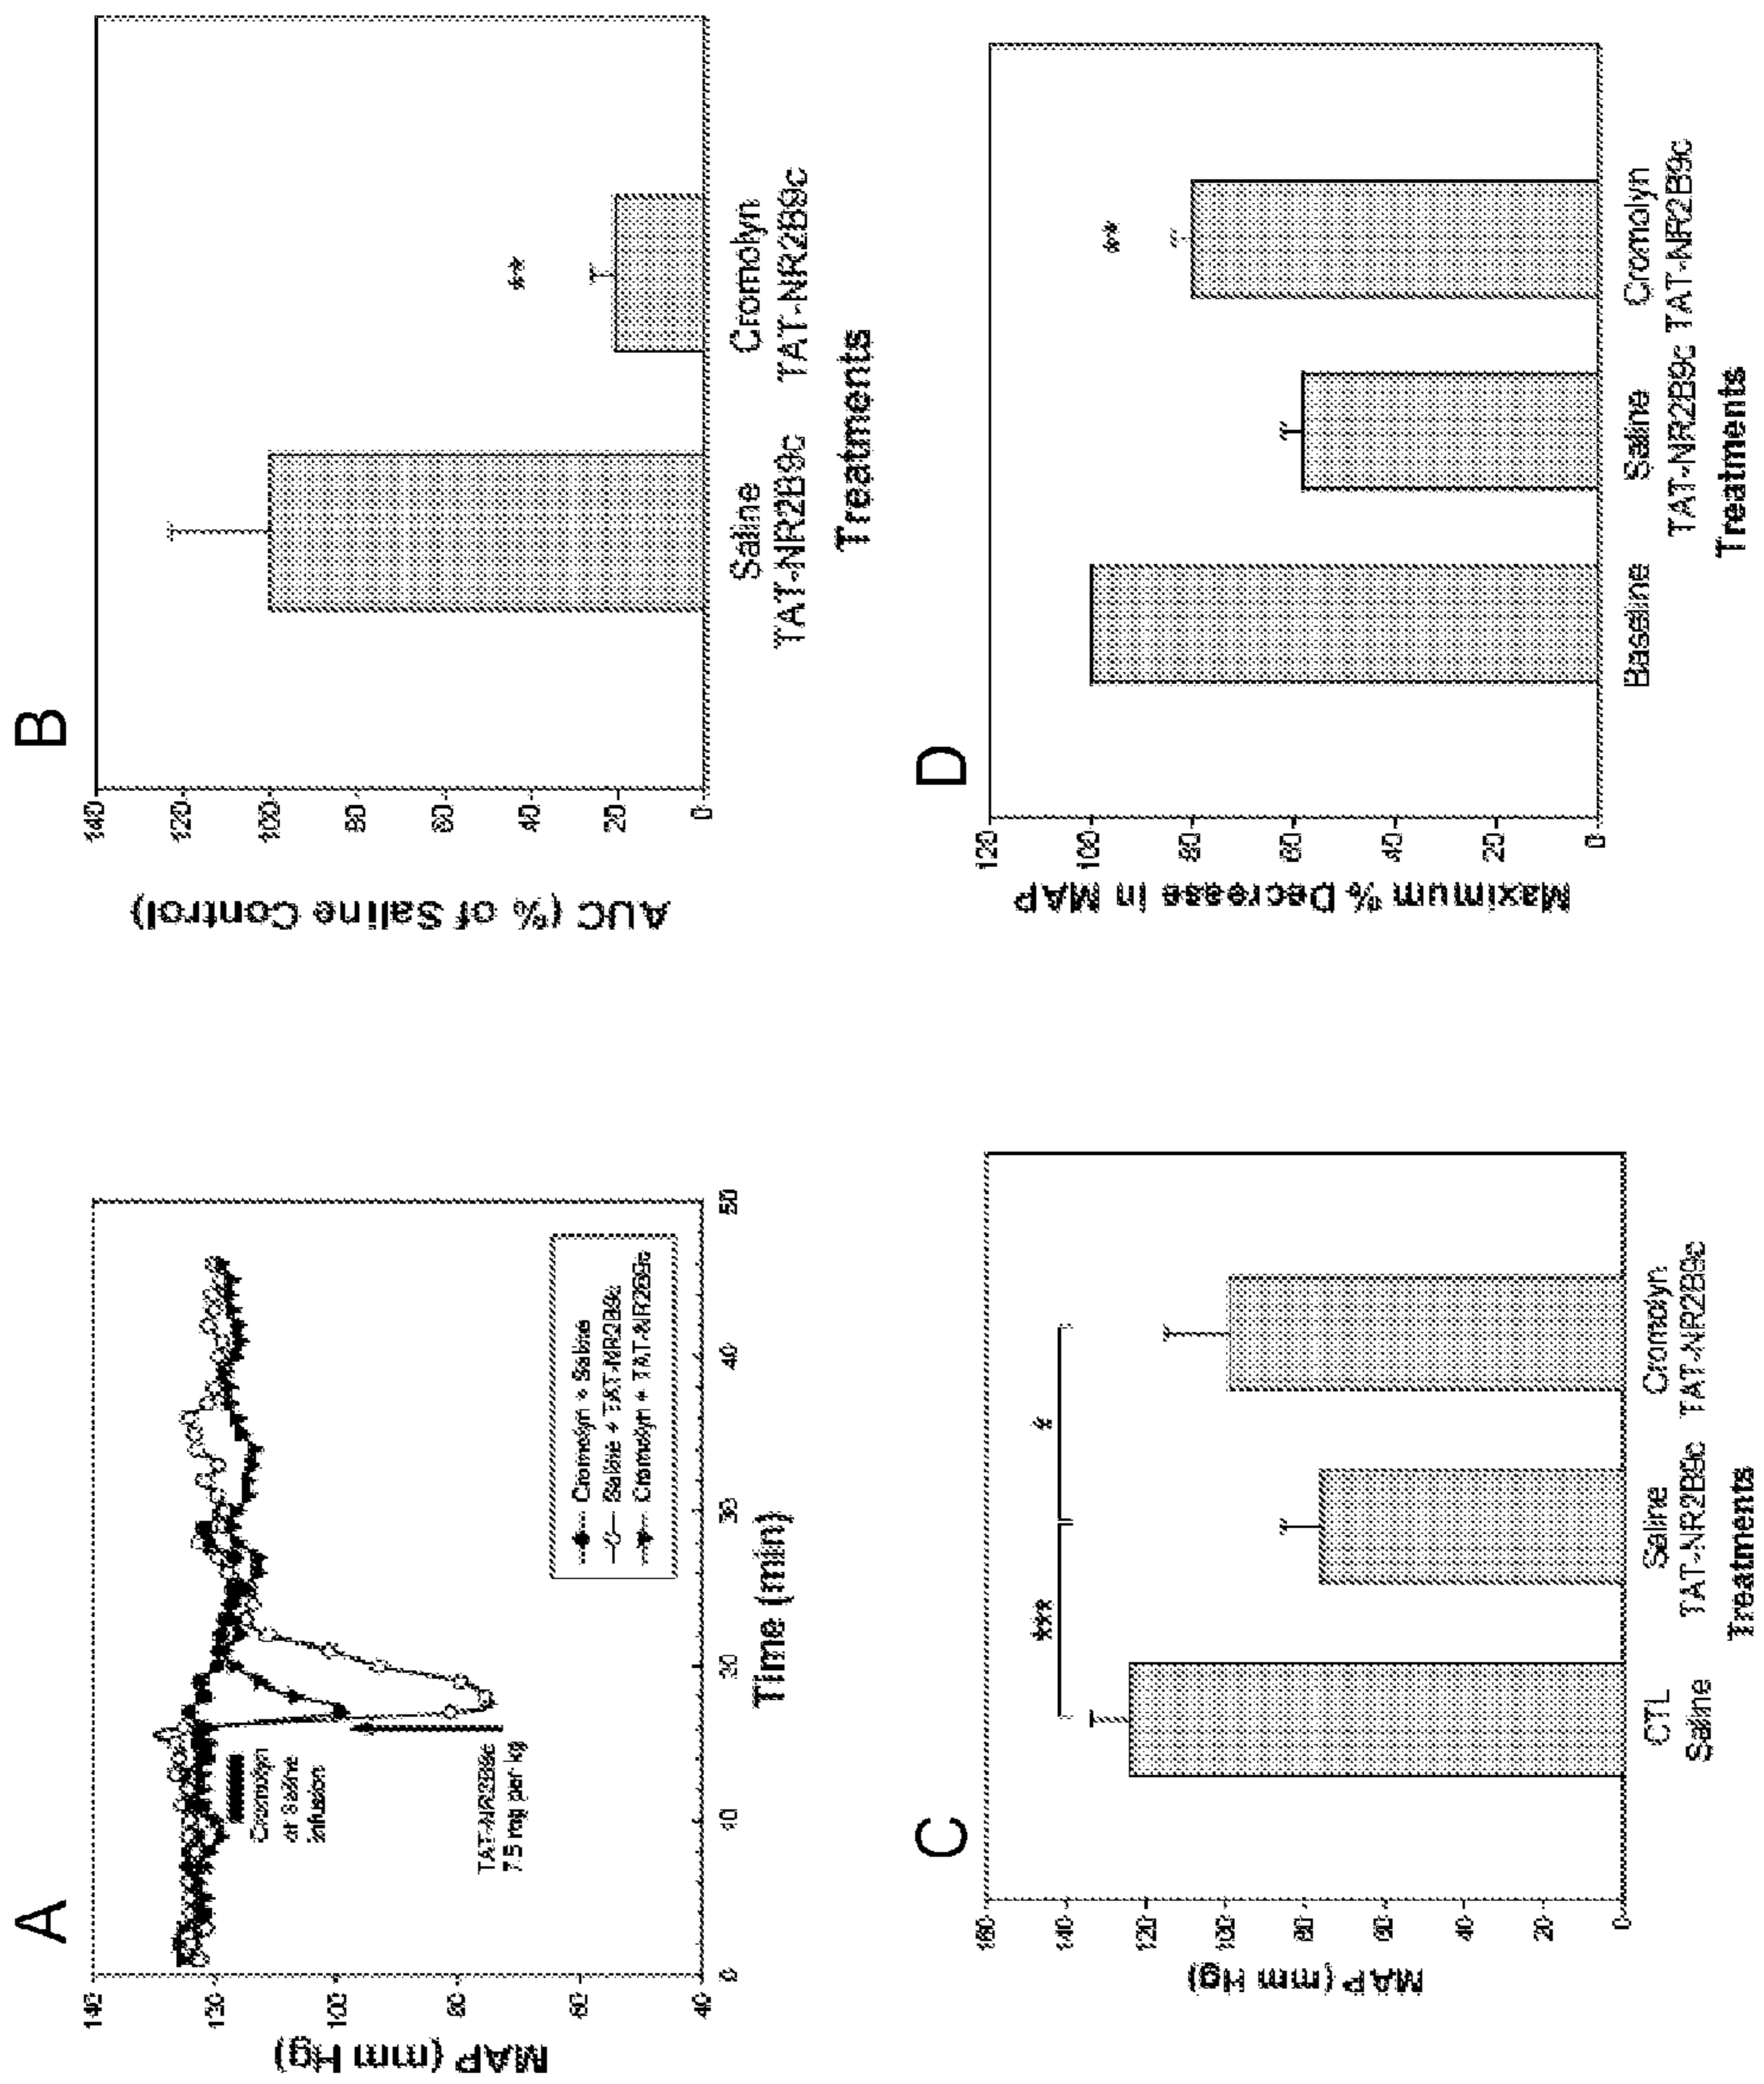 A
MAP (mm Hg)
140
120
100
80
60
40
0
10
20
30
40
50
Time (min)
Cromolyn
or Saline
infusion
TAT-NR2B9c
7.5 mg per kg
Cromolyn + Saline
Saline + TAT-NR2B9c
Cromolyn + TAT-NR2B9c
B
AUC (% of Saline Control)
140
120
100
80
60
40
20
0
Saline
TAT-NR2B9c
Cromolyn
TAT-NR2B9c
**
Treatments
C
MAP (mm Hg)
160
140
120
100
80
60
40
20
0
***
*
CTL
Saline
Saline
TAT-NR2B9c
Cromolyn
TAT-NR2B9c
Treatments
D
Maximum % Decrease in MAP
120
100
80
60
40
20
0
**
Baseline
Saline
TAT-NR2B9c
Cromolyn
TAT-NR2B9c
Treatments